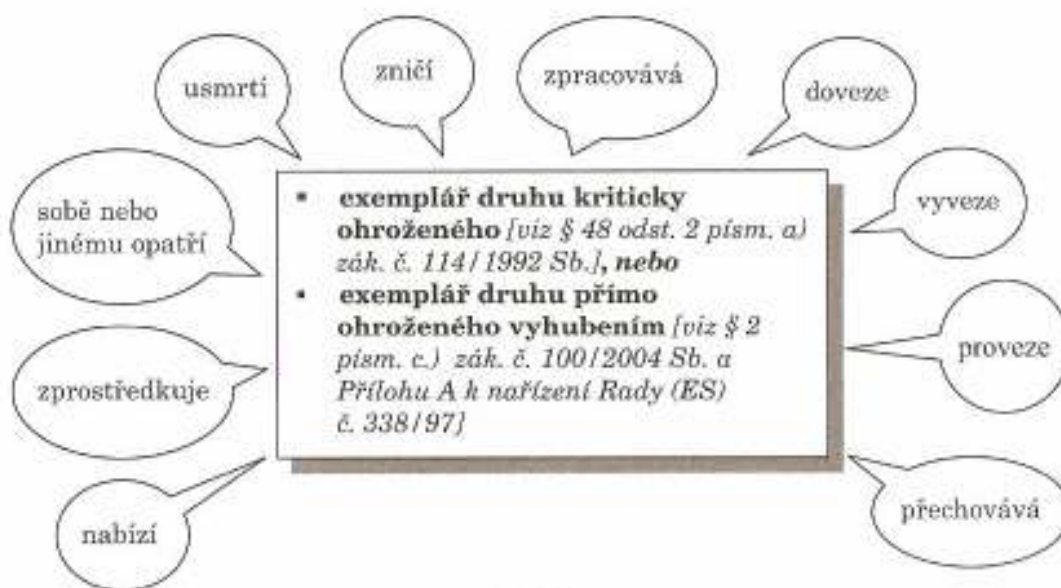 usmrtí
zničí
zpracovává
doveze
sobě nebo
jinému opatří
vyveze
▪ exemplář druhu kriticky
ohroženého [viz § 48 odst. 2 písm. a)
zák. č. 114/1992 Sb.], nebo
▪ exemplář druhu přímo
ohroženého vyhubením [viz § 2
písm. c.) zák. č. 100/2004 Sb. a
Přílohu A k nařízení Rady (ES)
č. 338/97]
zprostředkuje
proveze
nabízí
přechovává